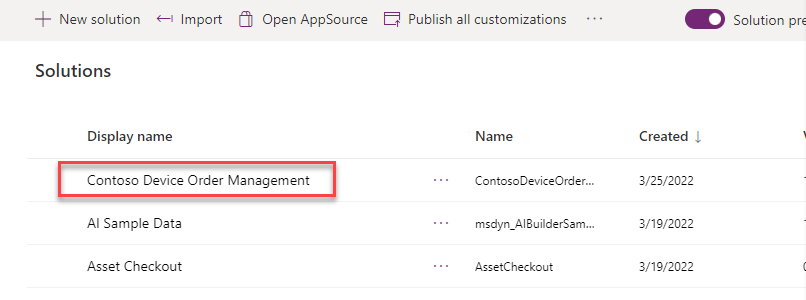 New solution Import Open AppSource Publish all customizations ··· Solution pre
Solutions
Display name Name Created ↓
Contoso Device Order Management ··· ContosoDeviceOrder... 3/25/2022
AI Sample Data ··· msdyn_AIBuilderSam... 3/19/2022
Asset Checkout ··· AssetCheckout 3/19/2022